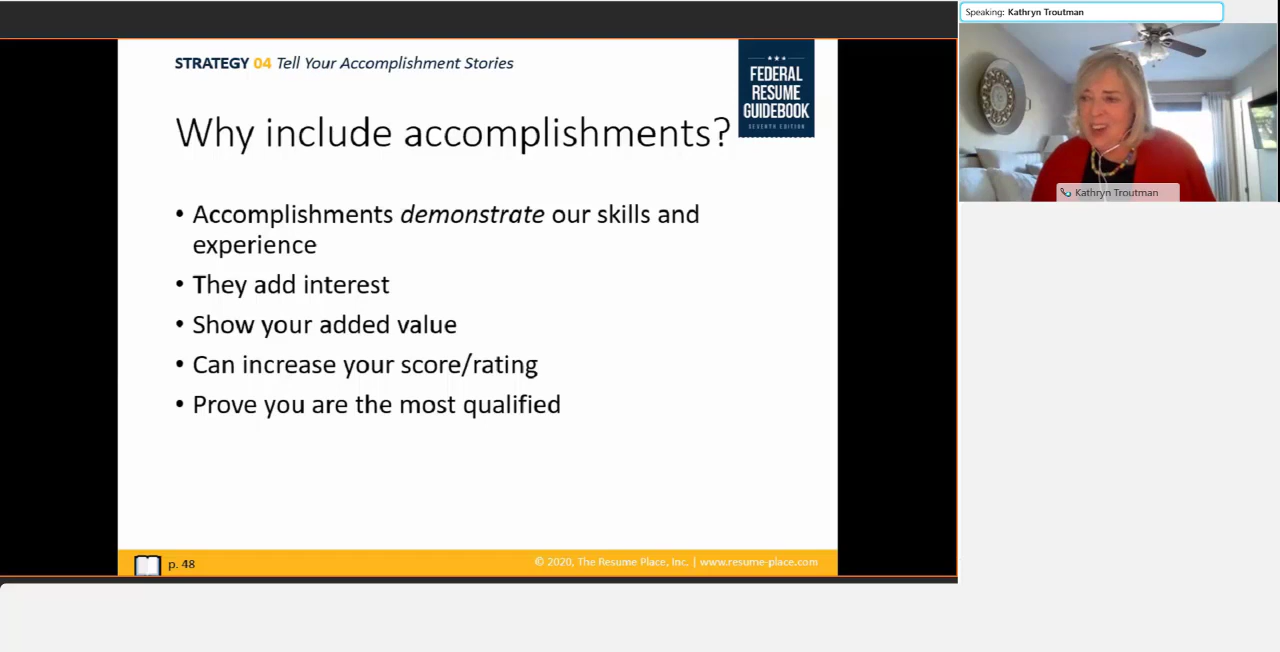 Speaking: Kathryn Troutman
STRATEGY 04 Tell Your Accomplishment Stories
FEDERAL
RESUME
GUIDEBOOK
SEVENTH EDITION
Why include accomplishments?
• Accomplishments demonstrate our skills and
experience
• They add interest
• Show your added value
• Can increase your score/rating
• Prove you are the most qualified
Kathryn Troutman
p. 48
© 2020, The Resume Place, Inc. | www.resume-place.com